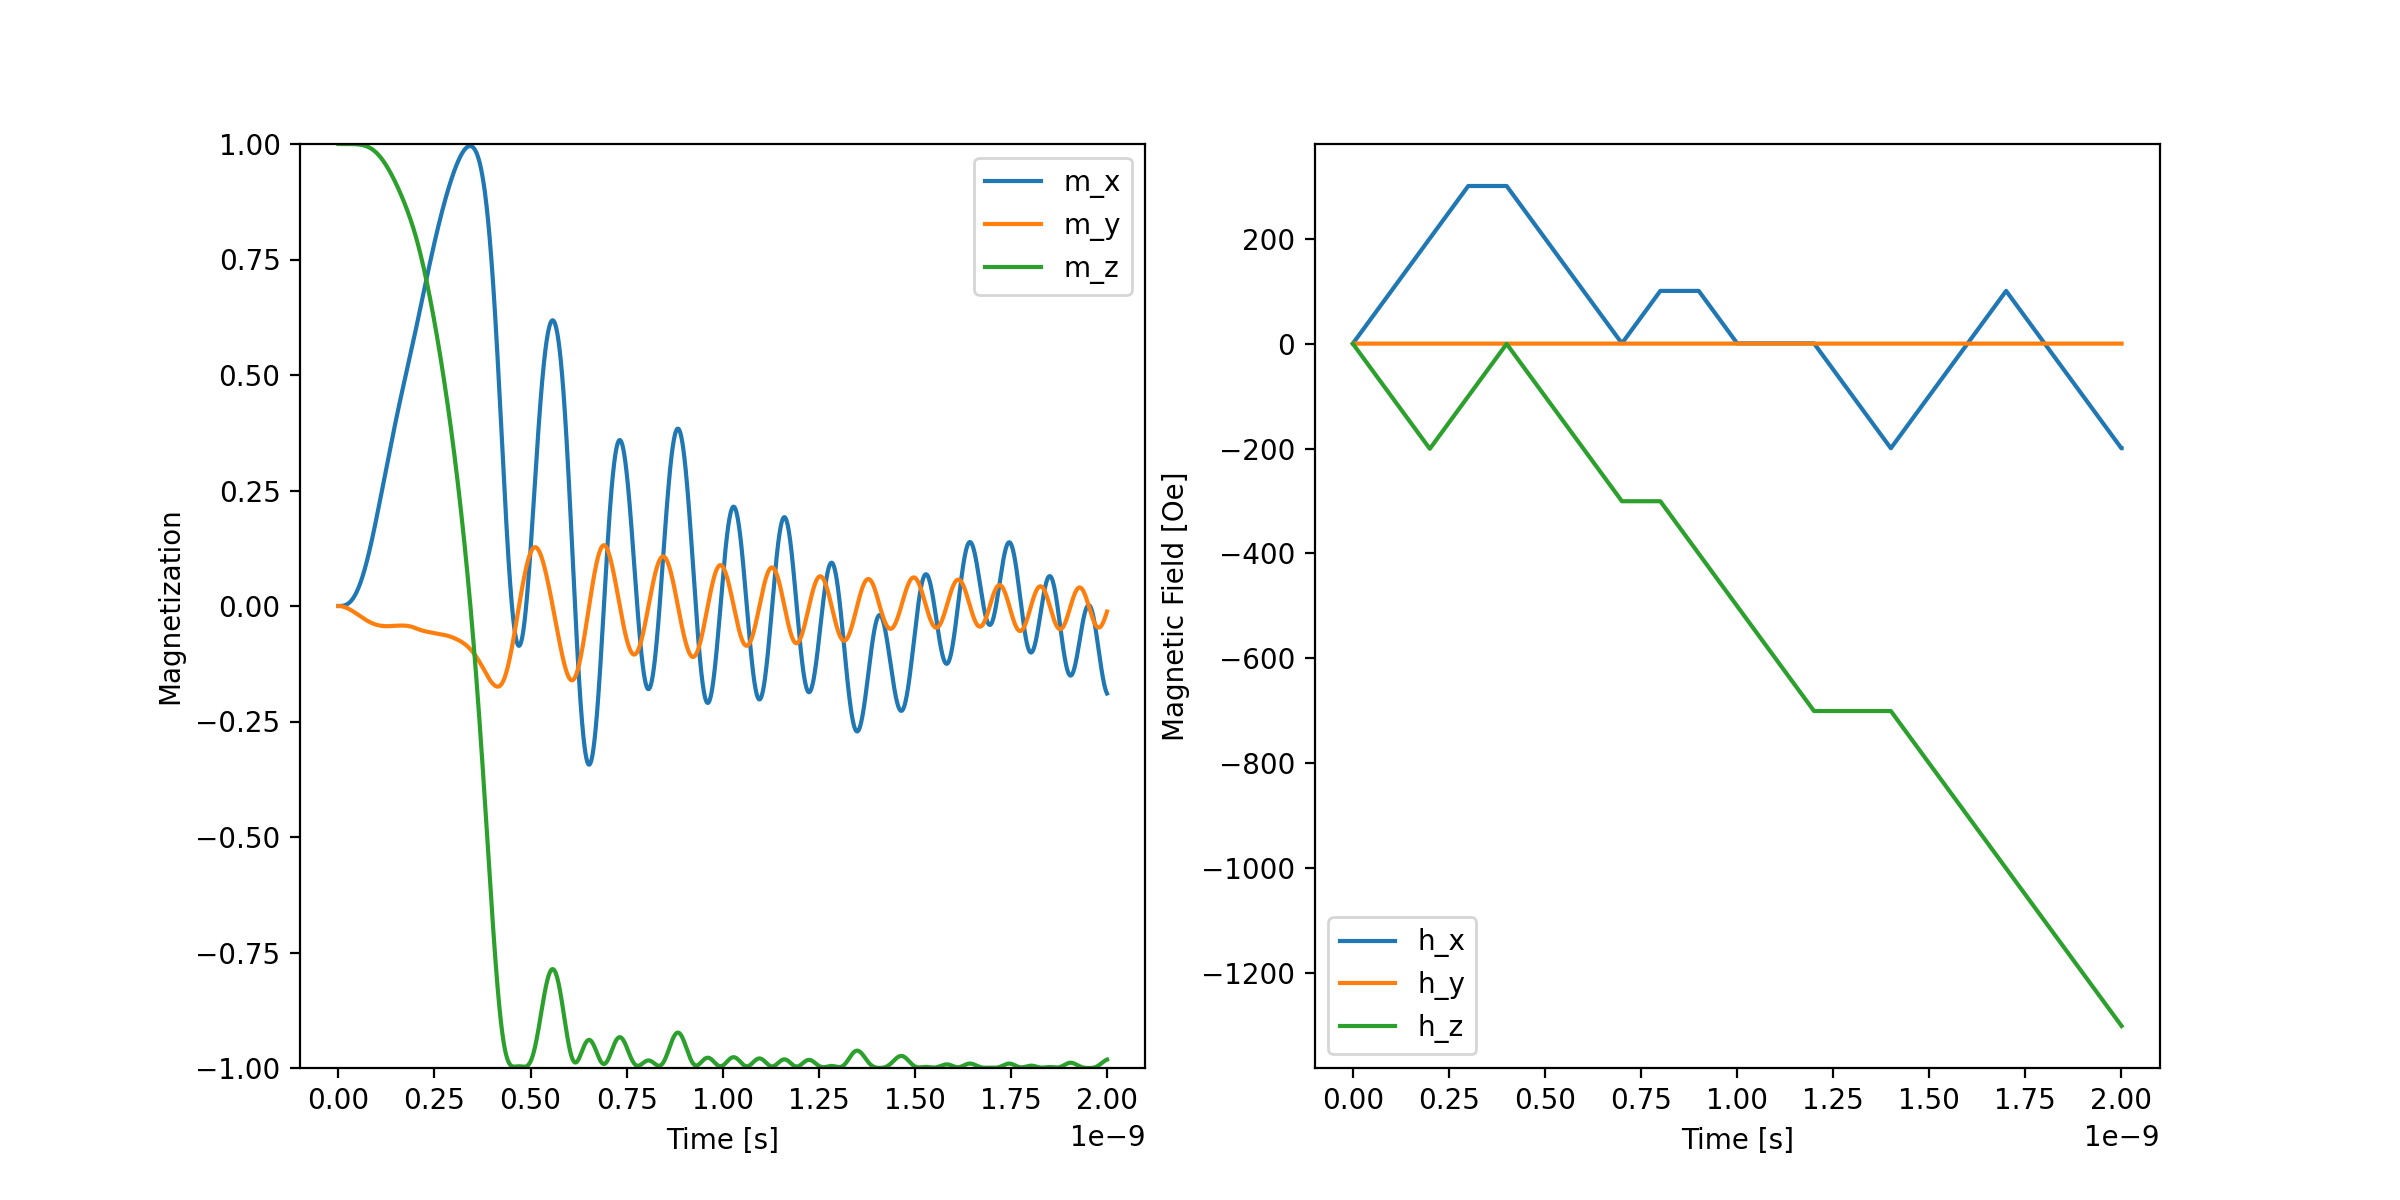 1.00
0.75
0.50
0.25
0.00
−0.25
−0.50
−0.75
−1.00
Magnetization
m_x
m_y
m_z
0.00 0.25 0.50 0.75 1.00 1.25 1.50 1.75 2.00
Time [s]
1e−9
200
0
−200
−400
−600
−800
−1000
−1200
Magnetic Field [Oe]
h_x
h_y
h_z
0.00 0.25 0.50 0.75 1.00 1.25 1.50 1.75 2.00
Time [s]
1e−9